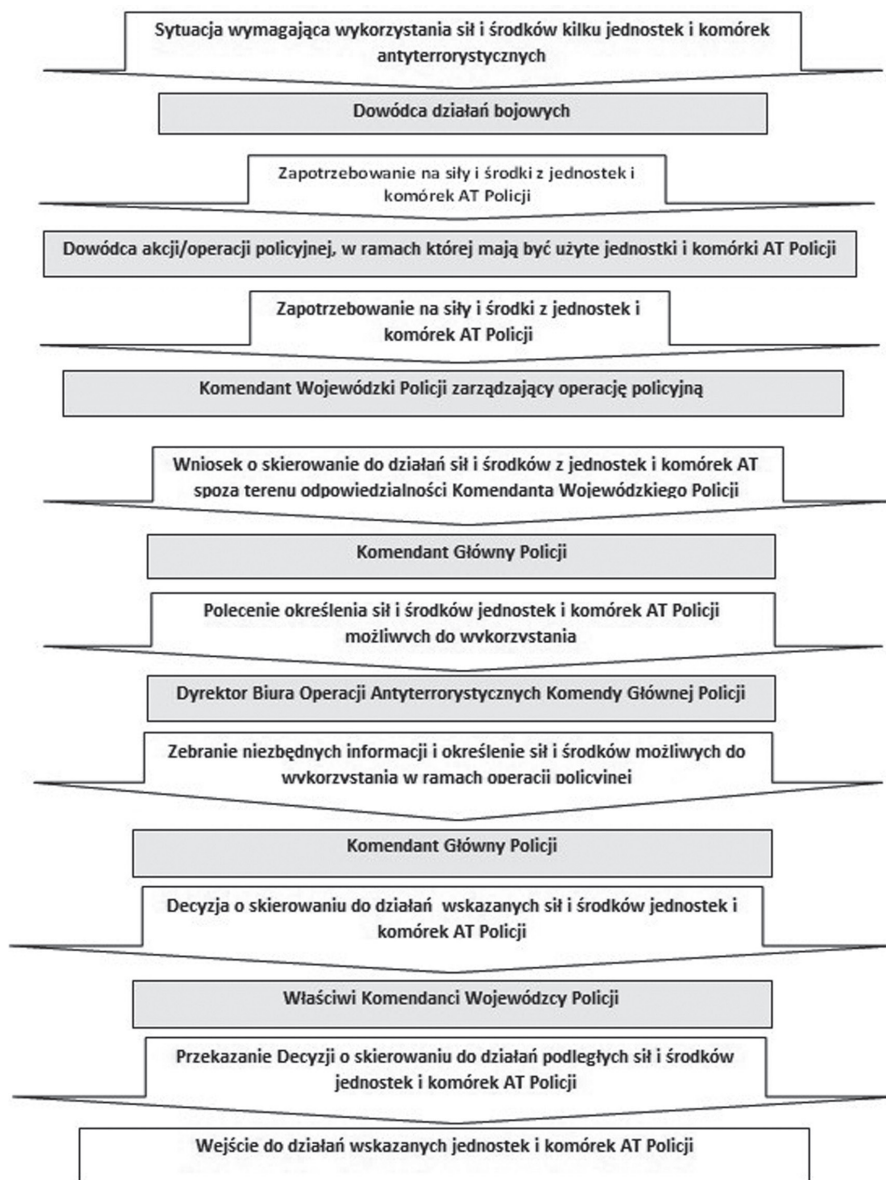 Sytuacja wymagająca wykorzystania sił i środków kilku jednostek i komórek
antyterrorystycznych
Dowódca działań bojowych
Zapotrzebowanie na siły i środki z jednostek i
komórek AT Policji
Dowódca akcji/operacji policyjnej, w ramach której mają być użyte jednostki i komórki AT Policji
Zapotrzebowanie na siły i środki z jednostek i
komórek AT Policji
Komendant Wojewódzki Policji zarządzający operację policyjną
Wniosek o skierowanie do działań sił i środków z jednostek i komórek AT
spoza terenu odpowiedzialności Komendanta Wojewódzkiego Policji
Komendant Główny Policji
Polecenie określenia sił i środków jednostek i komórek AT Policji
możliwych do wykorzystania
Dyrektor Biura Operacji Antyterrorystycznych Komendy Głównej Policji
Zebranie niezbędnych informacji i określenie sił i środków możliwych do
wykorzystania w ramach operacji policyjnej
Komendant Główny Policji
Decyzja o skierowaniu do działań wskazanych sił i środków jednostek i
komórek AT Policji
Właściwi Komendanci Wojewódzcy Policji
Przekazanie Decyzji o skierowaniu do działań podległych sił i środków
jednostek i komórek AT Policji
Wejście do działań wskazanych jednostek i komórek AT Policji